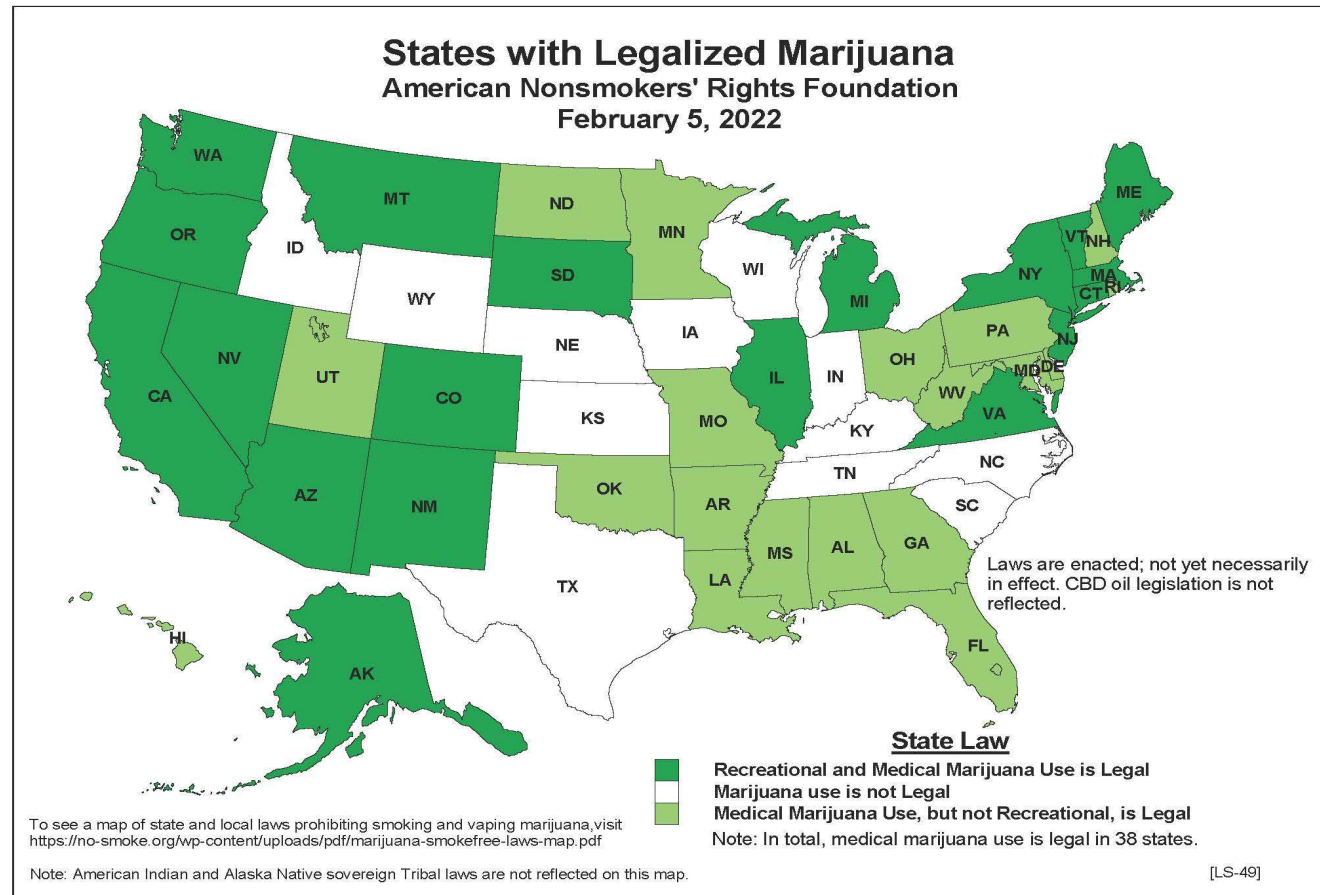 States with Legalized Marijuana
American Nonsmokers' Rights Foundation
February 5, 2022
WA
MT
ND
MN
ME
OR
ID
SD
WI
VT
NH
NY
MA
CT
RI
WY
MI
IA
PA
NJ
NE
NV
UT
OH
MD
DE
IL
IN
CA
CO
WV
VA
KS
MO
KY
NC
TN
AZ
NM
OK
AR
SC
MS
AL
GA
LA
TX
Laws are enacted; not yet necessarily
in effect. CBD oil legislation is not
reflected.
HI
FL
AK
State Law
Recreational and Medical Marijuana Use is Legal
Marijuana use is not Legal
Medical Marijuana Use, but not Recreational, is Legal
Note: In total, medical marijuana use is legal in 38 states.
To see a map of state and local laws prohibiting smoking and vaping marijuana,visit
https://no-smoke.org/wp-content/uploads/pdf/marijuana-smokefree-laws-map.pdf
Note: American Indian and Alaska Native sovereign Tribal laws are not reflected on this map.
[LS-49]